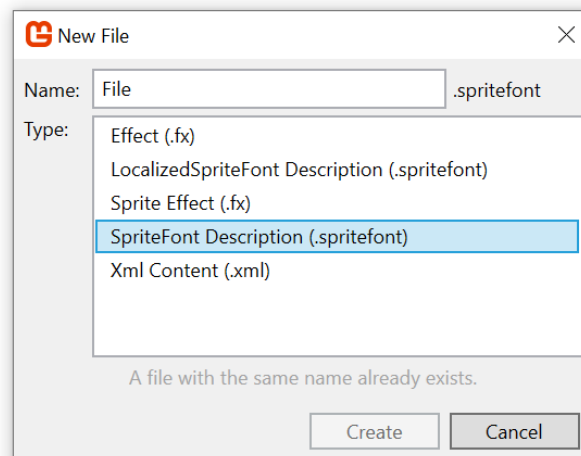 New File
Name: File .spritefont
Type:
Effect (.fx)
LocalizedSpriteFont Description (.spritefont)
Sprite Effect (.fx)
SpriteFont Description (.spritefont)
Xml Content (.xml)
A file with the same name already exists.
Create Cancel